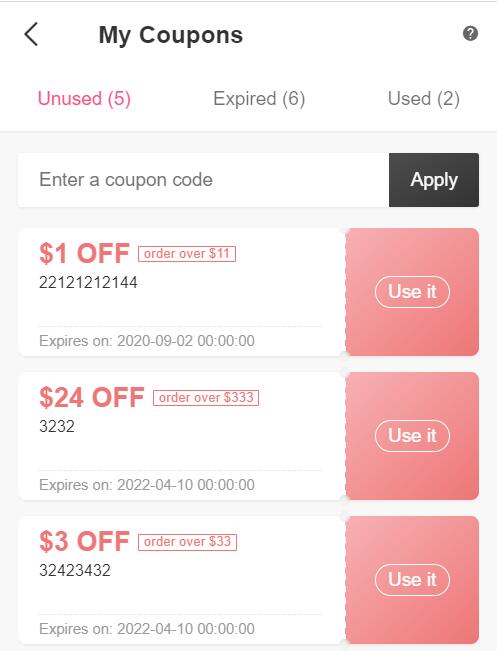 My Coupons
Unused (5) Expired (6) Used (2)
Enter a coupon code Apply
$1 OFF order over $11
22121212144
Use it
Expires on: 2020-09-02 00:00:00
$24 OFF order over $333
3232
Use it
Expires on: 2022-04-10 00:00:00
$3 OFF order over $33
32423432
Use it
Expires on: 2022-04-10 00:00:00